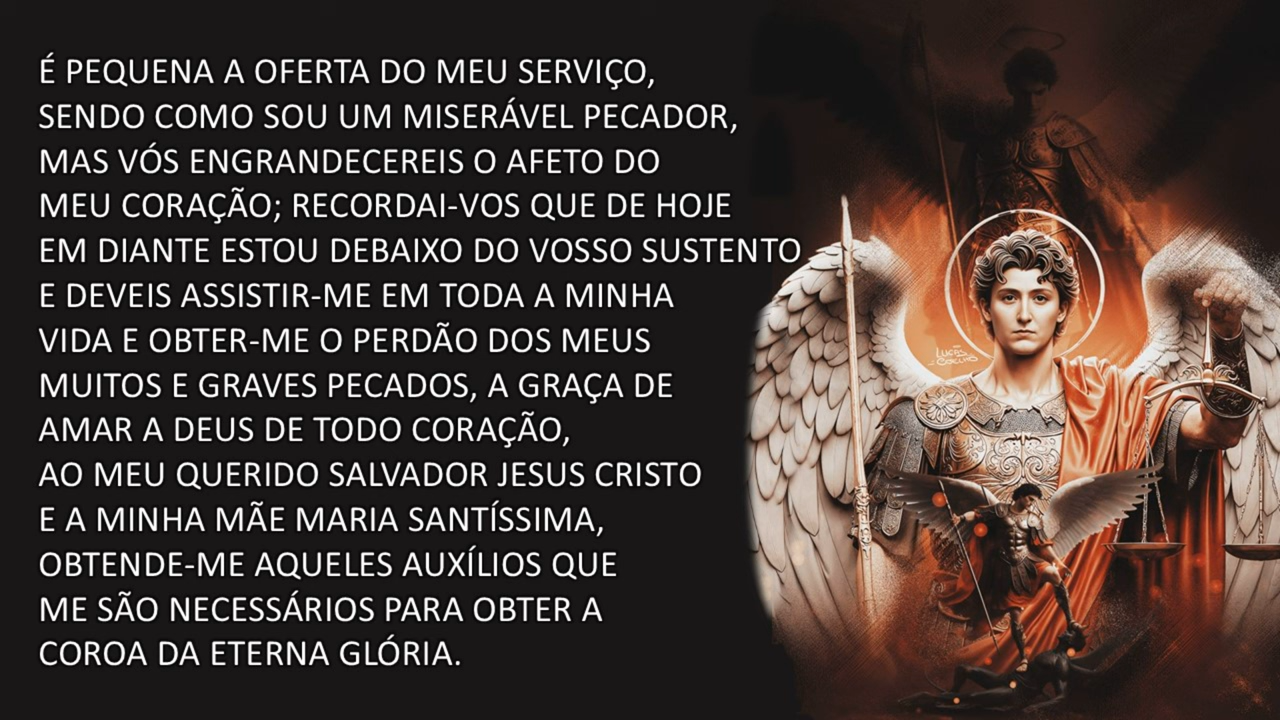 É PEQUENA A OFERTA DO MEU SERVIÇO,
SENDO COMO SOU UM MISERÁVEL PECADOR,
MAS VÓS ENGRANDECEREIS O AFETO DO
MEU CORAÇÃO; RECORDAI-VOS QUE DE HOJE
EM DIANTE ESTOU DEBAIXO DO VOSSO SUSTENTO
E DEVEIS ASSISTIR-ME EM TODA A MINHA
VIDA E OBTER-ME O PERDÃO DOS MEUS
MUITOS E GRAVES PECADOS, A GRAÇA DE
AMAR A DEUS DE TODO CORAÇÃO,
AO MEU QUERIDO SALVADOR JESUS CRISTO
E A MINHA MÃE MARIA SANTÍSSIMA,
OBTENDE-ME AQUELES AUXÍLIOS QUE
ME SÃO NECESSÁRIOS PARA OBTER A
COROA DA ETERNA GLÓRIA.
LUCAS
COELHO